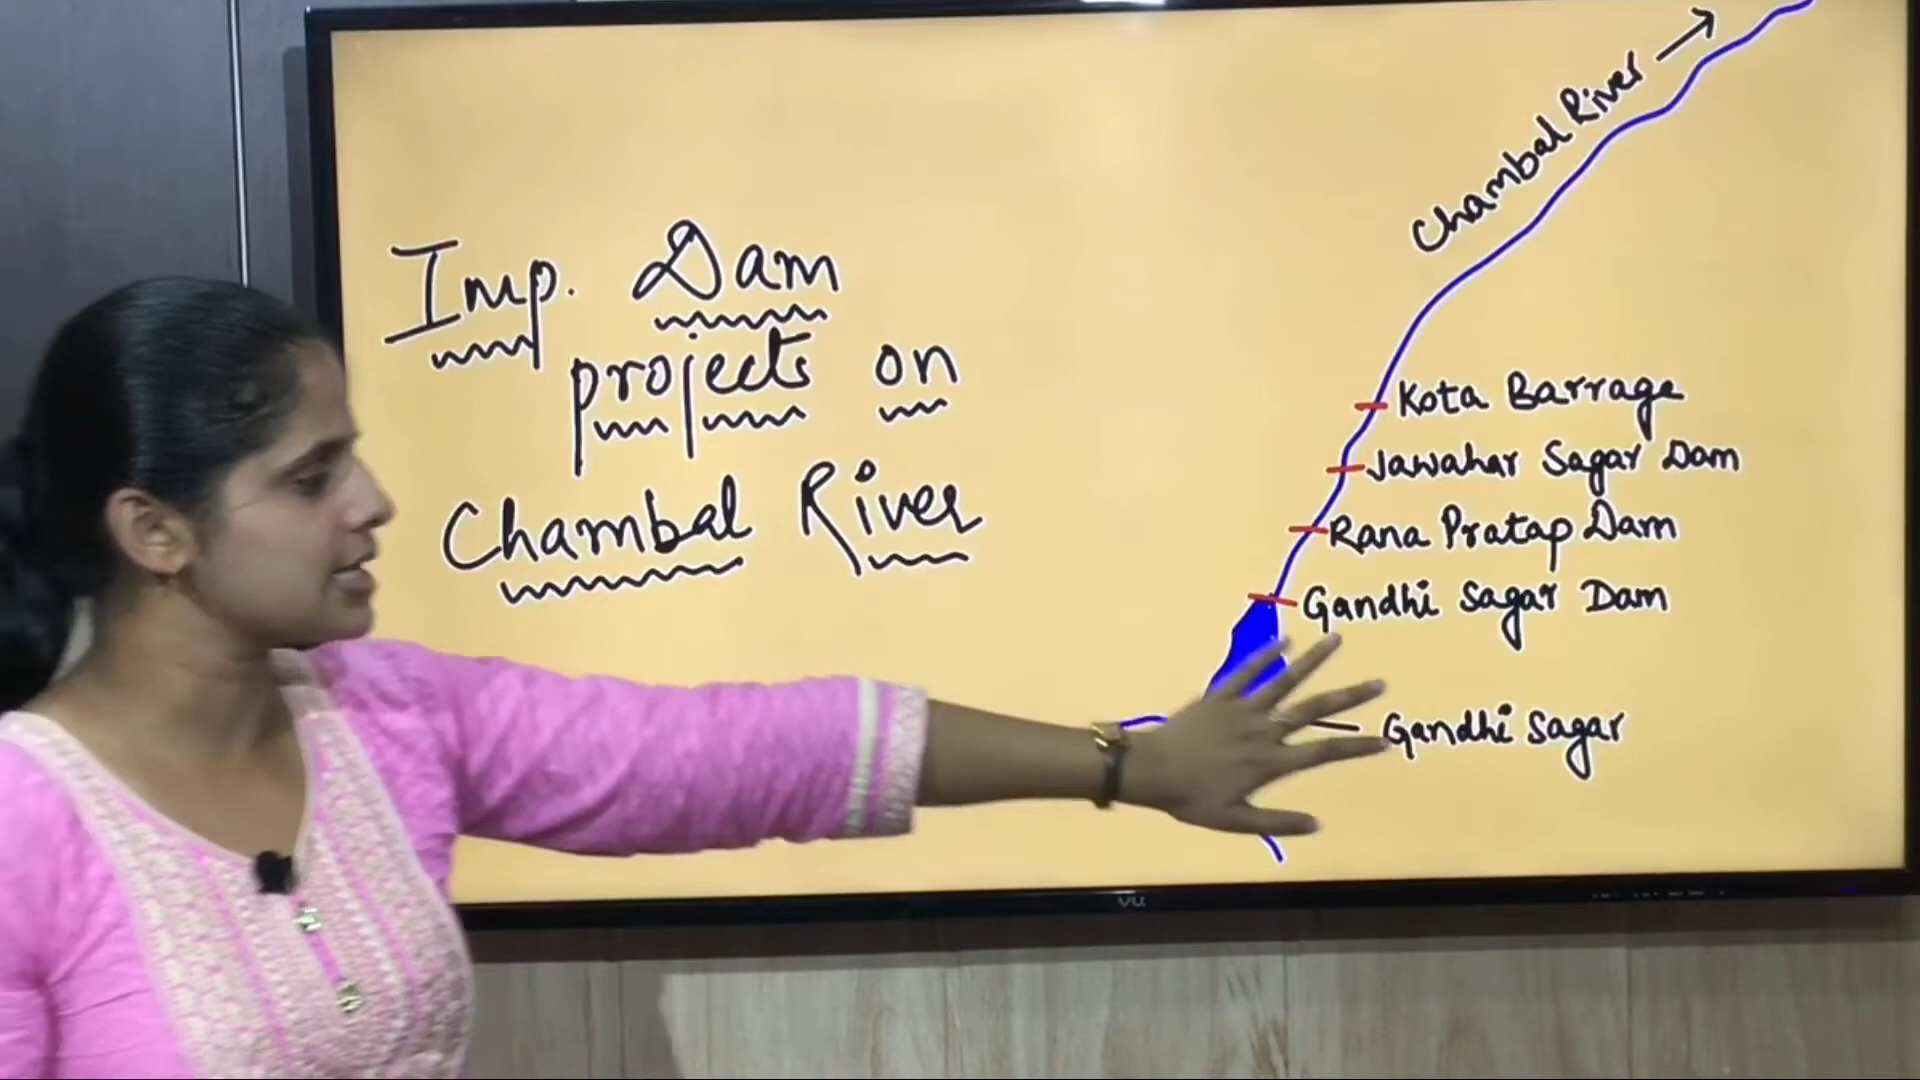 Imp. Dam
projects on
Chambal River
Chambal River
Kota Barrage
Jawahar Sagar Dam
Rana Pratap Dam
Gandhi Sagar Dam
Gandhi Sagar
VU